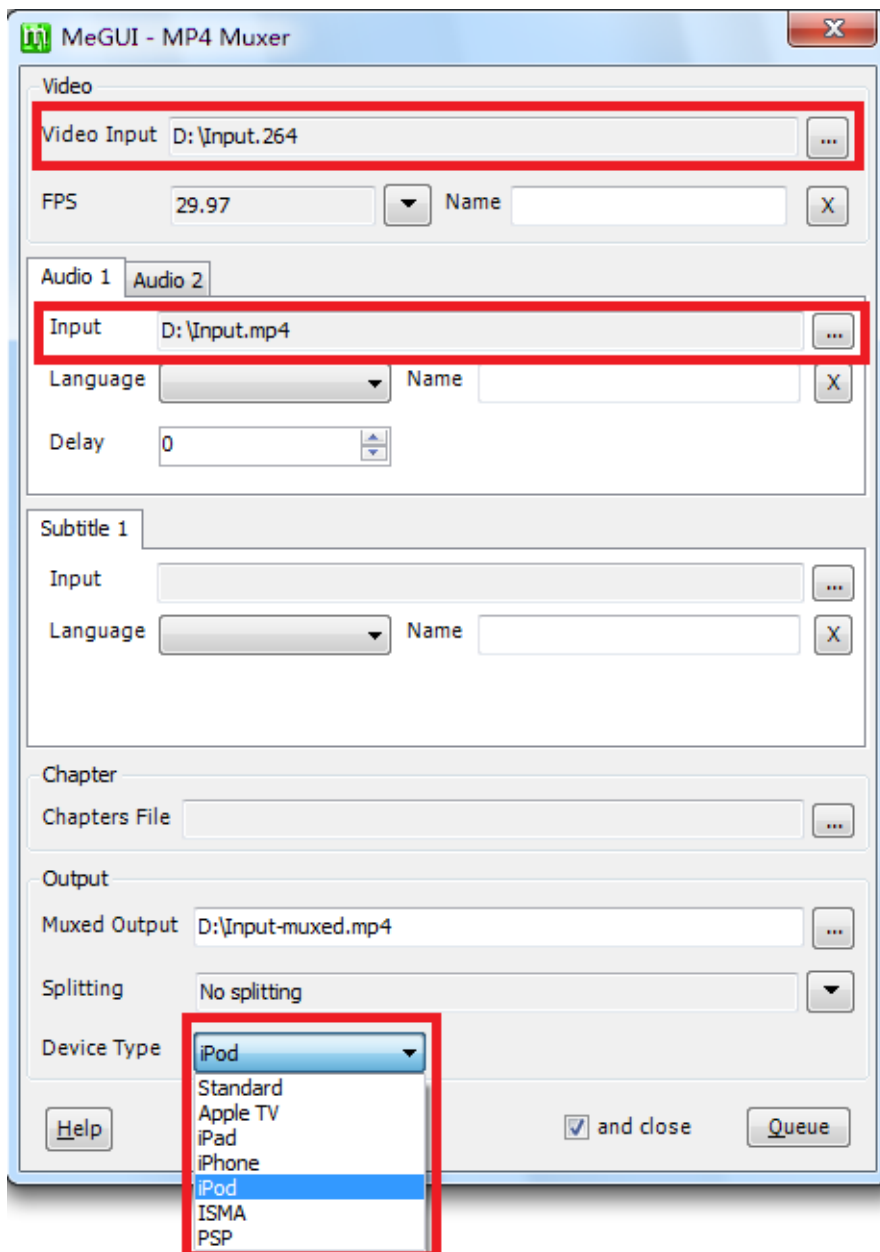 MeGUI - MP4 Muxer
X
Video
Video Input D:\Input.264 ...
FPS 29.97 Name X
Audio 1 Audio 2
Input D:\Input.mp4 ...
Language Name X
Delay 0
Subtitle 1
Input ...
Language Name X
Chapter
Chapters File ...
Output
Muxed Output D:\Input-muxed.mp4 ...
Splitting No splitting
Device Type iPod
Standard
Apple TV
iPad
iPhone
iPod
ISMA
PSP
Help and close Queue